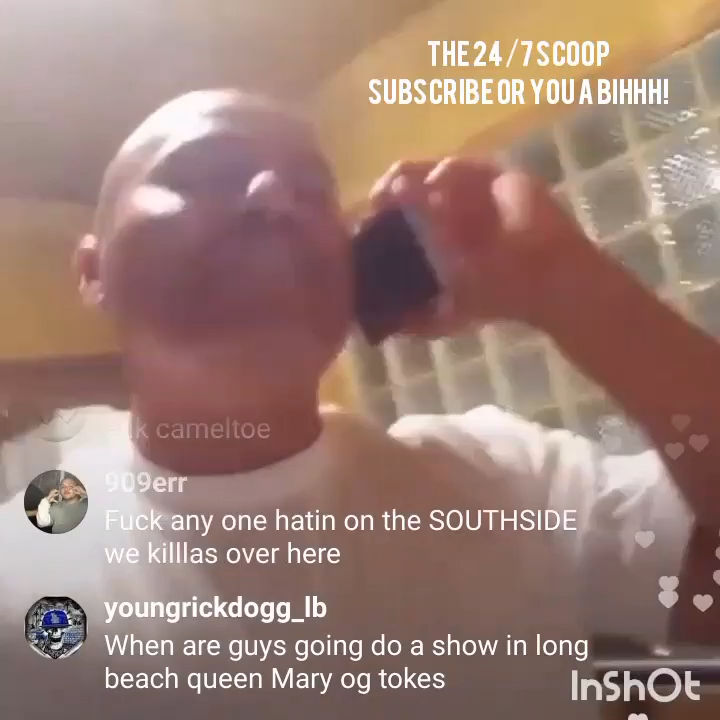 THE 24/7 SCOOP
SUBSCRIBE OR YOU A BIHHH!
cameltoe
909err
Fuck any one hatin on the SOUTHSIDE
we killlas over here
youngrickdogg_lb
When are guys going do a show in long
beach queen Mary og tokes
InShOt